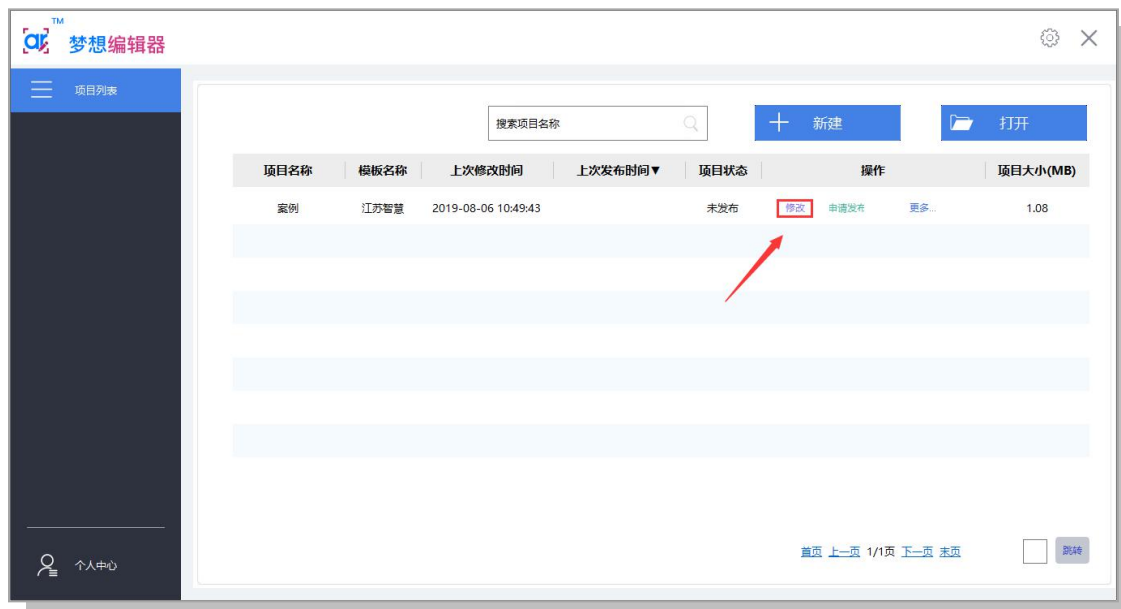 TM
ar 梦想编辑器
项目列表
搜索项目名称
新建
打开
项目名称 模板名称 上次修改时间 上次发布时间▼ 项目状态 操作 项目大小(MB)
案例 江苏智慧 2019-08-06 10:49:43 未发布 修改 申请发布 更多... 1.08
首页 上一页 1/1页 下一页 末页 跳转
个人中心